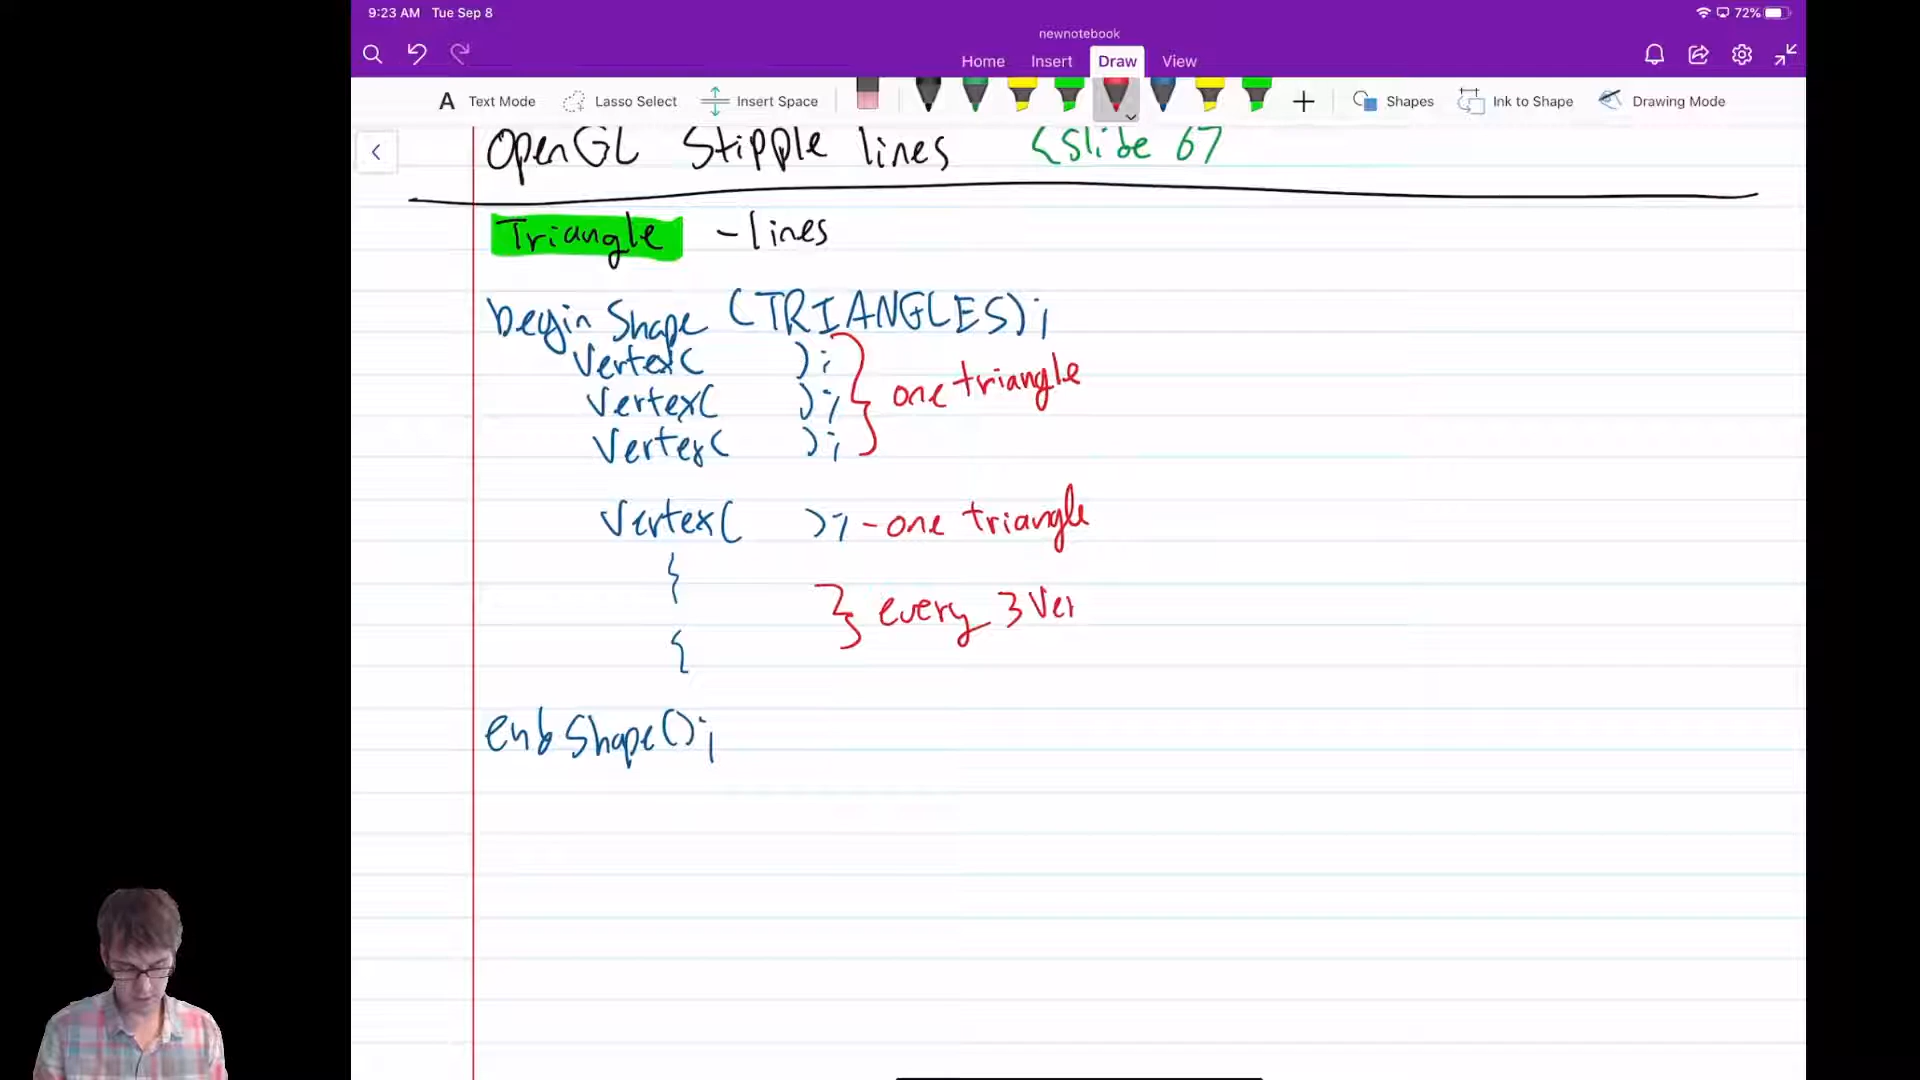 9:23 AM Tue Sep 8
72%
newnotebook
Home Insert Draw View
A Text Mode Lasso Select Insert Space Shapes Ink to Shape Drawing Mode
OpenGL Stipple lines {Slide 67
Triangle - lines
begin Shape (TRIANGLES);
Vertex( );
Vertex( ); } one triangle
Vertex( );
Vertex( ); - one triangle
{
} every 3 Ver
{
end Shape();